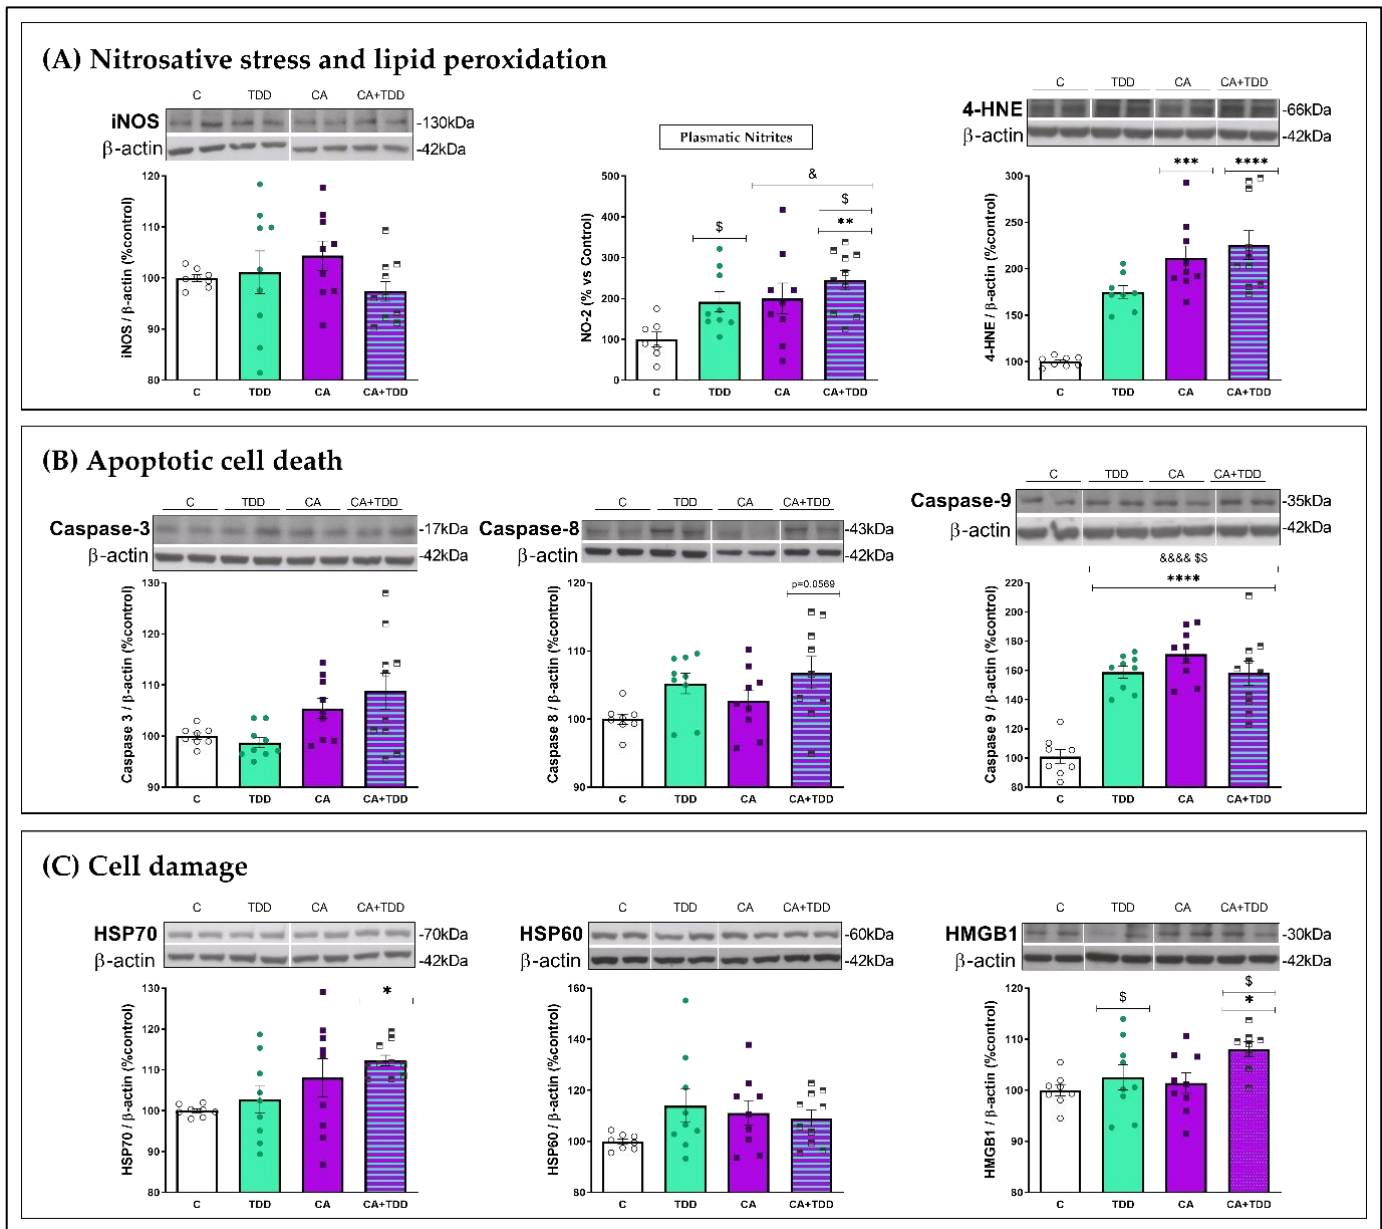 (A) Nitrosative stress and lipid peroxidation
C TDD CA CA+TDD
iNOS -130kDa
β-actin -42kDa
iNOS / β-actin (%control)
120
110
100
90
80
C TDD CA CA+TDD
Plasmatic Nitrites
NO-2 (% vs Control)
500
400
300
200
100
0
&
$
$
**
C TDD CA CA+TDD
C TDD CA CA+TDD
4-HNE -66kDa
β-actin -42kDa
4-HNE / β-actin (%control)
*** ****
300
250
200
150
100
C TDD CA CA+TDD
(B) Apoptotic cell death
C TDD CA CA+TDD
Caspase-3 -17kDa
β-actin -42kDa
Caspase 3 / β-actin (%control)
130
120
110
100
90
C TDD CA CA+TDD
C TDD CA CA+TDD
Caspase-8 -43kDa
β-actin -42kDa
Caspase 8 / β-actin (%control)
120
110
100
90
p=0.0569
C TDD CA CA+TDD
C TDD CA CA+TDD
Caspase-9 -35kDa
β-actin -42kDa
&&&& $S
****
Caspase 9 / β-actin (%control)
220
200
180
160
140
120
100
80
C TDD CA CA+TDD
(C) Cell damage
C TDD CA CA+TDD
HSP70 -70kDa
β-actin -42kDa
HSP70 / β-actin (%control)
130
120
110
100
90
80
*
C TDD CA CA+TDD
C TDD CA CA+TDD
HSP60 -60kDa
β-actin -42kDa
HSP60 / β-actin (%control)
160
140
120
100
80
C TDD CA CA+TDD
C TDD CA CA+TDD
HMGB1 -30kDa
β-actin -42kDa
HMGB1 / β-actin (%control)
120
110
100
90
80
$
$
*
C TDD CA CA+TDD